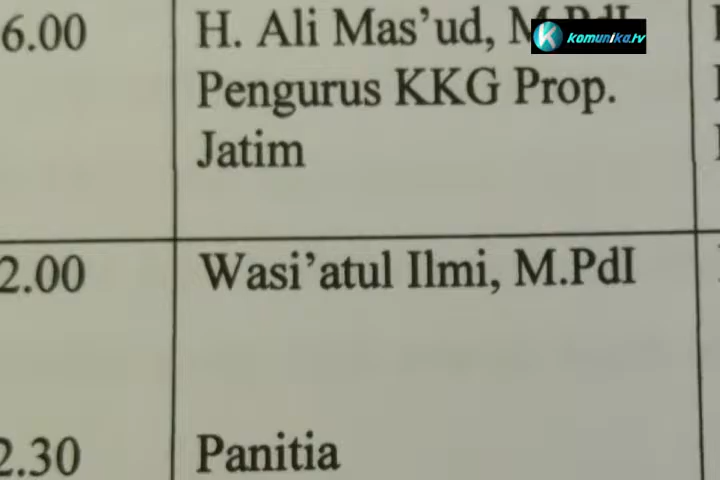 6.00 H. Ali Mas'ud,
komunika.tv
Pengurus KKG Prop.
Jatim
2.00 Wasi'atul Ilmi, M.PdI
2.30 Panitia